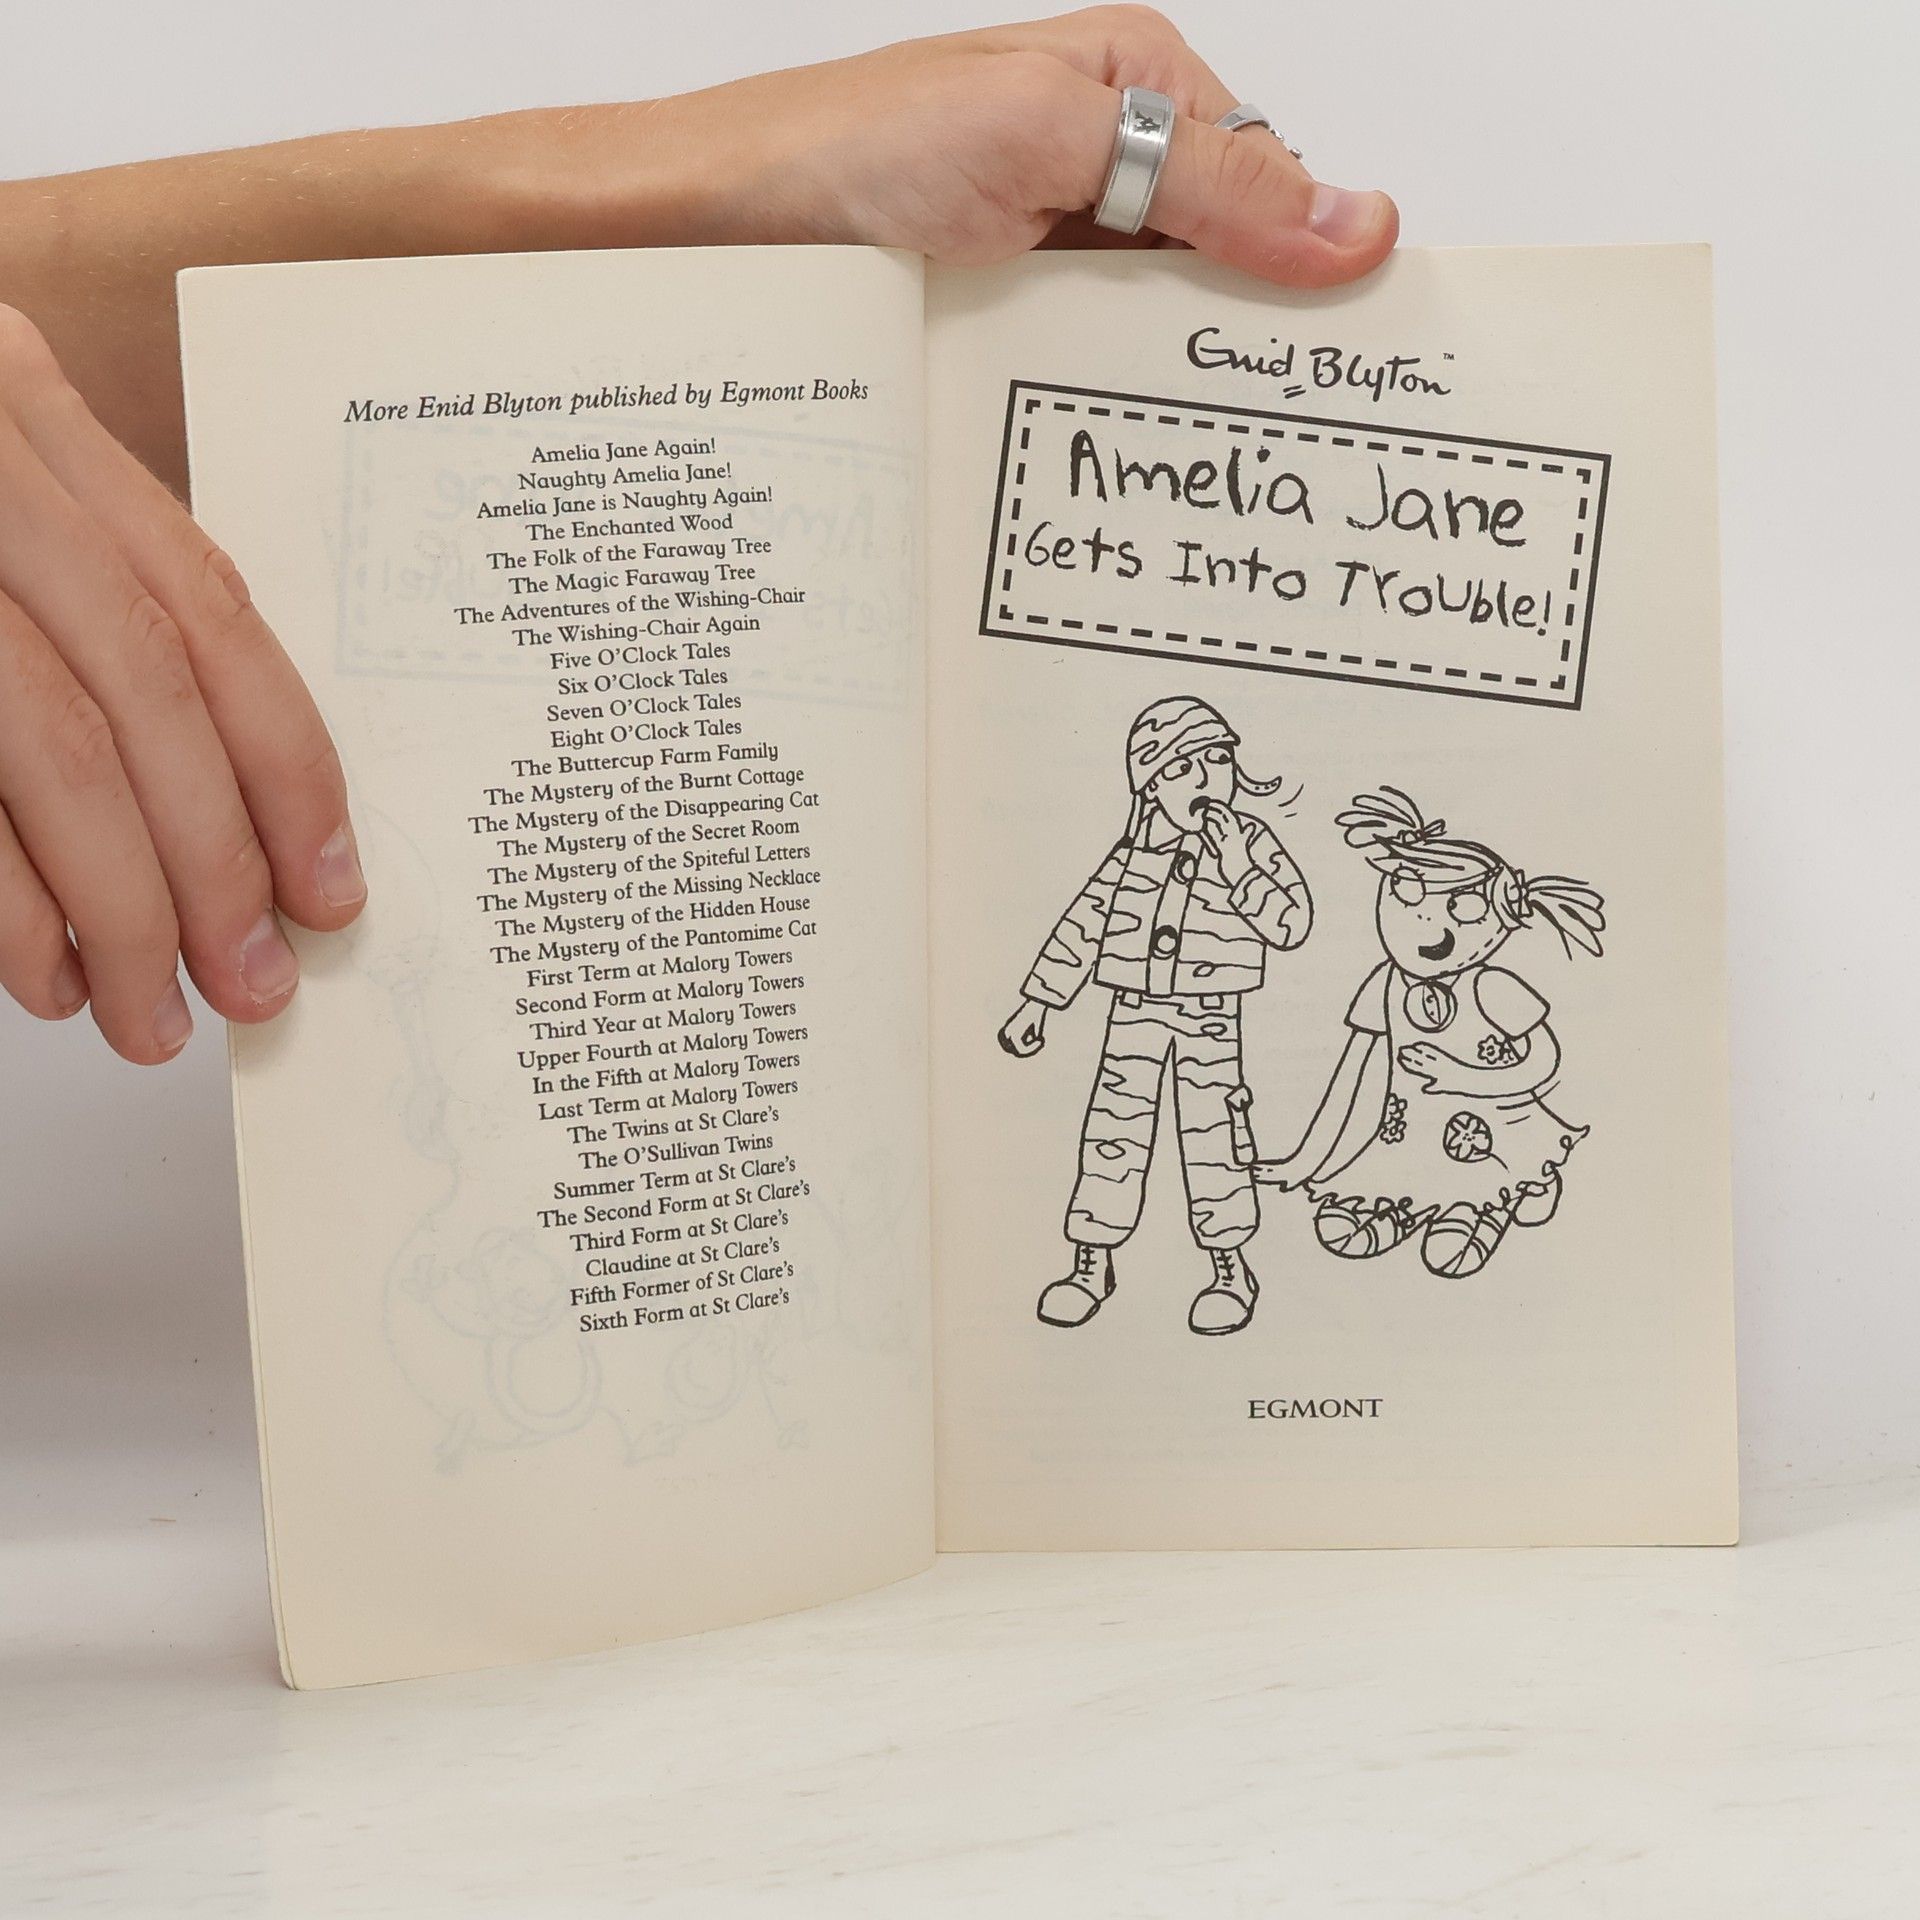 More Enid Blyton published by Egmont Books
Amelia Jane Again!
Naughty Amelia Jane!
Amelia Jane is Naughty Again!
The Enchanted Wood
The Folk of the Faraway Tree
The Magic Faraway Tree
The Adventures of the Wishing-Chair
The Wishing-Chair Again
Five O'Clock Tales
Six O'Clock Tales
Seven O'Clock Tales
Eight O'Clock Tales
The Buttercup Farm Family
The Mystery of the Burnt Cottage
The Mystery of the Disappearing Cat
The Mystery of the Secret Room
The Mystery of the Spiteful Letters
The Mystery of the Missing Necklace
The Mystery of the Hidden House
The Mystery of the Pantomime Cat
First Term at Malory Towers
Second Form at Malory Towers
Third Year at Malory Towers
Upper Fourth at Malory Towers
In the Fifth at Malory Towers
Last Term at Malory Towers
The Twins at St Clare's
The O'Sullivan Twins
Summer Term at St Clare's
The Second Form at St Clare's
Third Form at St Clare's
Claudine at St Clare's
Fifth Former of St Clare's
Sixth Form at St Clare's
Enid Blyton™
Amelia Jane
Gets Into Trouble!
EGMONT